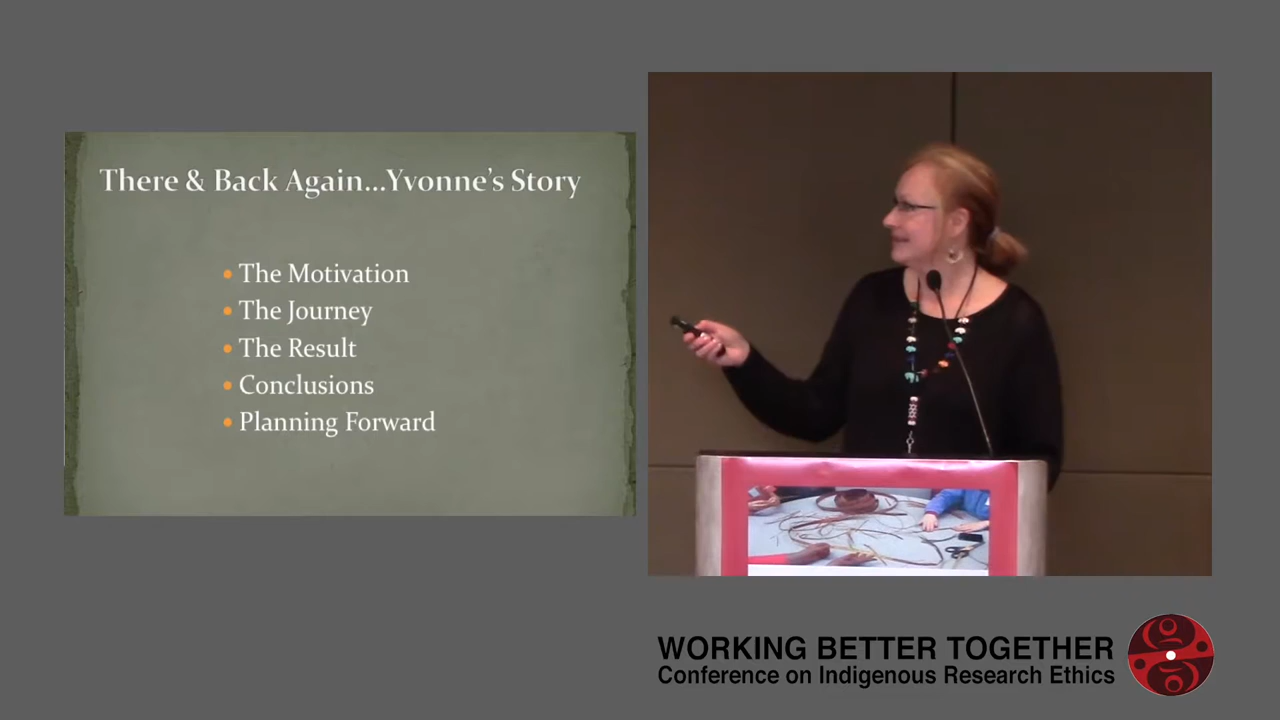 There & Back Again...Yvonne's Story
• The Motivation
• The Journey
• The Result
• Conclusions
• Planning Forward
WORKING BETTER TOGETHER
Conference on Indigenous Research Ethics